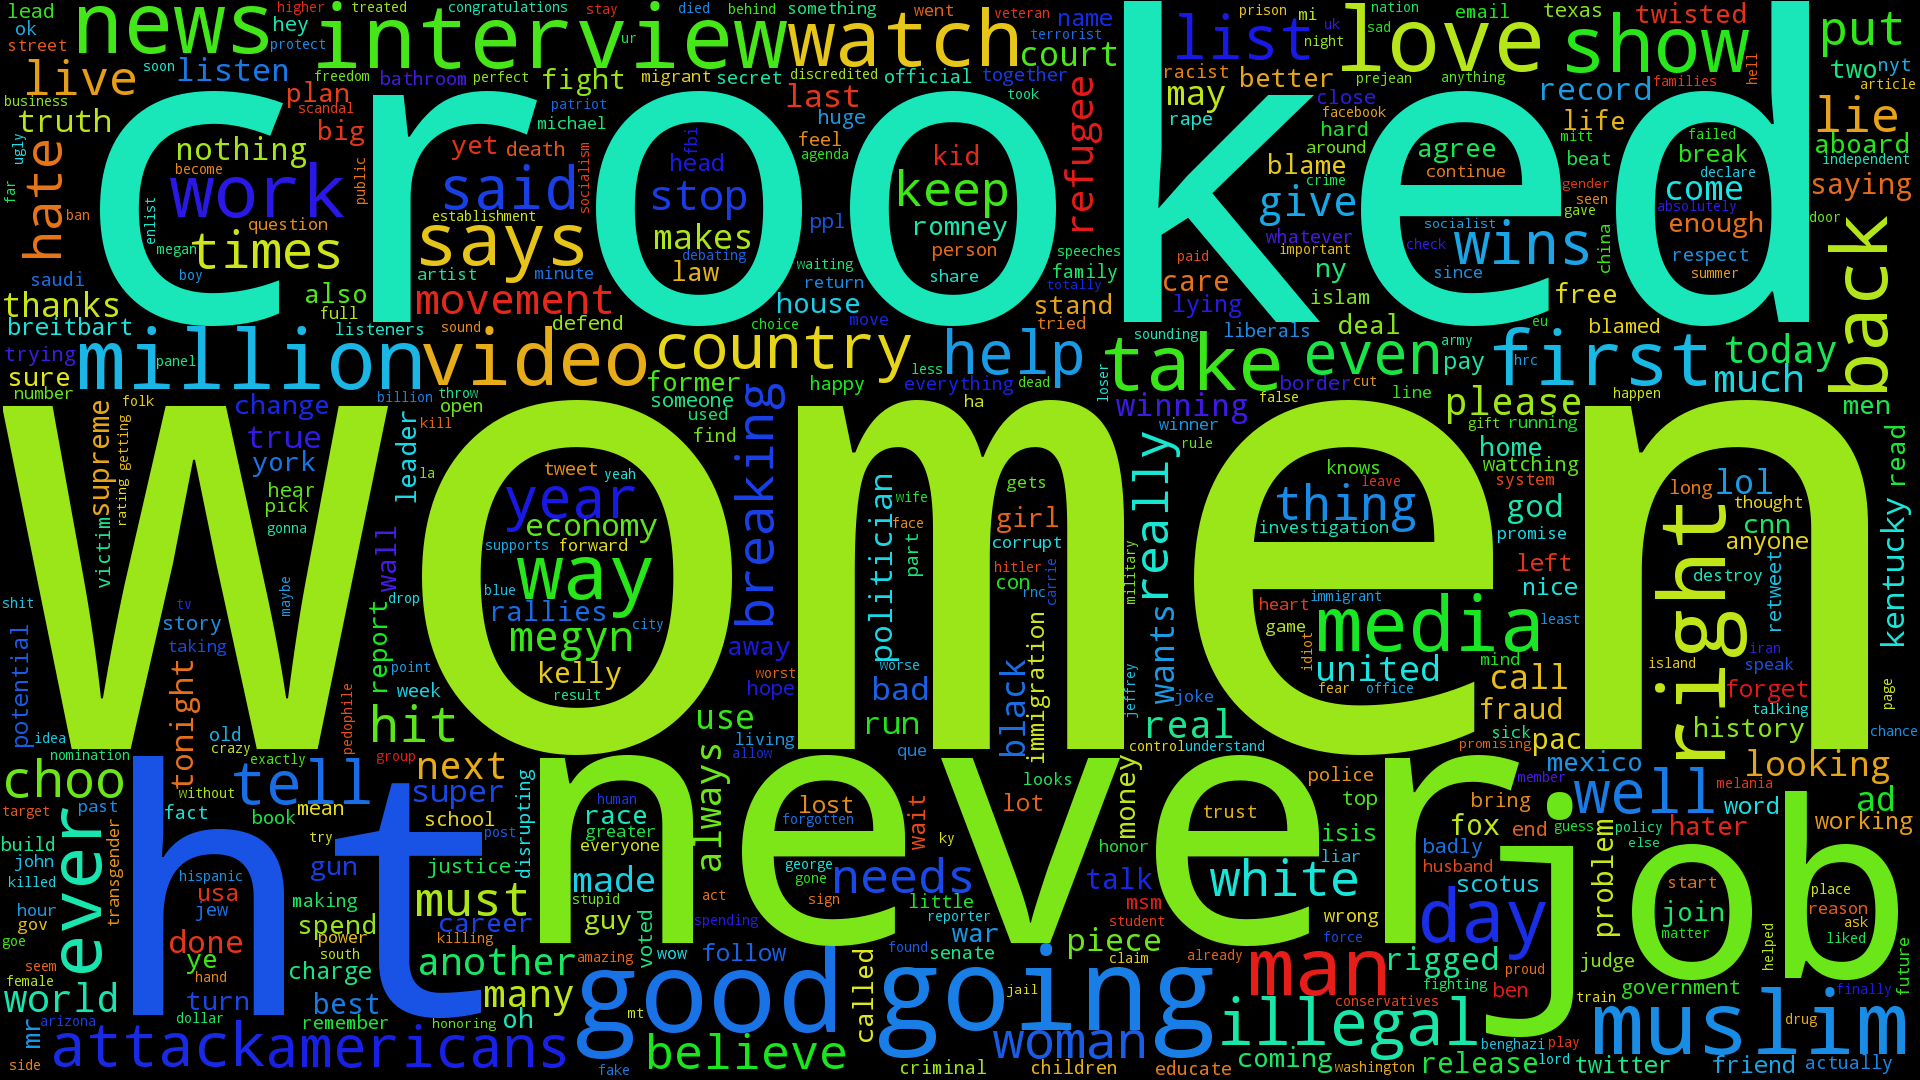 crooked
women
never
ht
job
good
going
news
interview
watch
list
love
show
put
live
listen
fight
court
name
email
texas
twisted
two
nyt
lead
ok
street
hey
higher
treated
congratulations
stay
died
behind
something
went
veteran
terrorist
prison
mi
uk
night
nation
sad
soon
protect
ur
freedom
bathroom
perfect
migrant
secret
discredited
official
together
took
racist
better
prejean
anything
families
hell
article
business
truth
hate
ugly
far
plan
scandal
big
patriot
michael
last
huge
feel
agenda
refugee
may
rape
close
facebook
hard
around
record
life
mitt
beat
lie
aboard
independent
saying
nothing
become
work
public
yet
death
said
socialism
head
fbi
stop
kid
keep
romney
person
share
blame
crime
give
whatever
important
agree
continue
gender
seen
gave
failed
break
declare
come
absolutely
enough
respect
summer
door
ban
enlist
question
times
megan
boy
establishment
says
artist
minute
makes
debating
law
ppl
waiting
return
speeches
family
totally
paid
care
lying
ny
islam
socialist
check
wins
since
china
free
back
saudi
thanks
also
full
movement
defend
house
move
stand
tried
breitbart
listeners
sound
choice
sounding
liberals
deal
eu
blamed
trying
million
panel
video
country
less
help
take
even
army
pay
first
hrc
today
much
sure
number
folk
change
billion
throw
open
former
someone
used
find
breaking
happy
everything
dead
ha
loser
winning
winner
rule
border
cut
false
line
please
gift
running
happen
men
supreme
rating
getting
true
york
leader
kill
la
hear
pick
gonna
victim
wall
tweet
yeah
year
economy
supports
forward
way
blue
rallies
city
megyn
kelly
result
politician
wife
face
part
gets
girl
corrupt
hitler
con
rnc
carrie
military
really
knows
leave
thing
investigation
home
watching
system
god
promise
long
lol
thought
cnn
anyone
read
kentucky
shit
tv
story
taking
maybe
report
drop
point
week
away
worst
hope
worse
bad
black
immigration
jeffrey
wants
joke
heart
immigrant
game
idiot
media
united
fear
office
mind
left
nice
least
call
fraud
right
destroy
retweet
iran
island
speak
forget
talking
history
page
chance
potential
idea
tonight
old
crazy
pedophile
hit
use
living
allow
run
que
real
control
understand
sick
promising
pac
nomination
exactly
group
choo
tell
without
next
always
looks
money
police
member
mexico
well
melania
looking
target
past
fact
book
mean
super
disrupting
human
lost
forgotten
wait
lot
trust
top
bring
word
ad
build
ever
try
school
post
race
greater
everyone
ky
honor
isis
fox
end
guess
policy
else
hater
working
john
transgender
hispanic
gun
justice
made
george
gone
needs
talk
liar
badly
husband
problem
killed
usa
jew
making
must
stupid
act
sign
little
msm
white
scotus
start
place
reason
hour
gov
spend
career
guy
voted
spending
reporter
war
student
wrong
day
join
matter
ask
liked
goe
done
ye
power
south
killing
wow
follow
found
senate
piece
claim
force
judge
helped
future
seem
female
hand
charge
another
amazing
called
already
man
rigged
fighting
proud
government
finally
world
turn
best
many
jail
conservatives
ben
train
mr
arizona
dollar
remember
honoring
oh
mt
woman
illegal
benghazi
play
muslim
drug
side
attack
americans
fake
believe
criminal
children
educate
coming
washington
release
lord
twitter
friend
actually